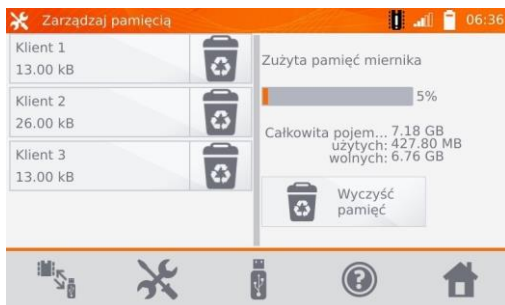 Zarządzaj pamięcią
06:36
Klient 1
13.00 kB
Klient 2
26.00 kB
Klient 3
13.00 kB
Zużyta pamięć miernika
5%
Całkowita pojem... 7.18 GB
użytych: 427.80 MB
wolnych: 6.76 GB
Wyczyść
pamięć